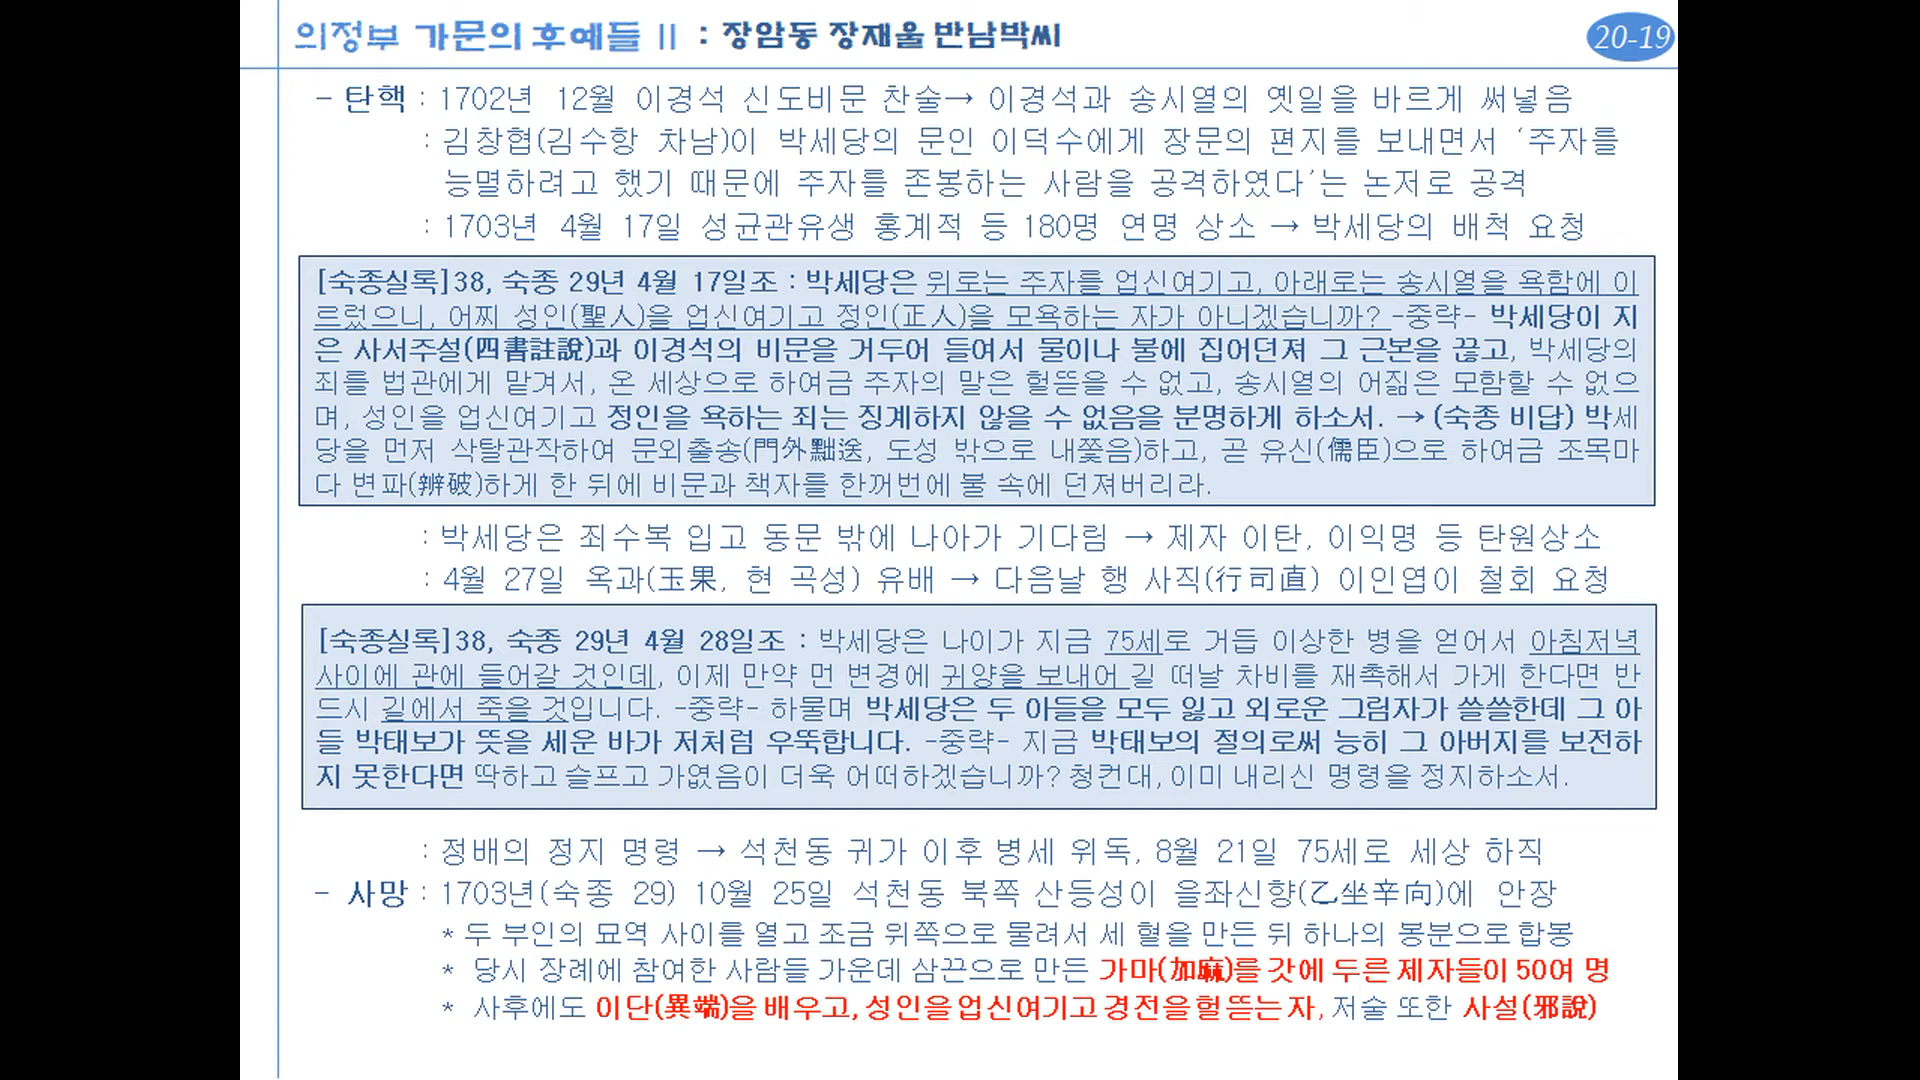 의정부 가문의 후예들 Ⅱ : 장암동 장재울 반남박씨
20-19
- 탄핵 : 1702년 12월 이경석 신도비문 찬술→ 이경석과 송시열의 옛일을 바르게 써넣음
: 김창협(김수항 차남)이 박세당의 문인 이덕수에게 장문의 편지를 보내면서 ‘주자를
능멸하려고 했기 때문에 주자를 존봉하는 사람을 공격하였다’는 논저로 공격
: 1703년 4월 17일 성균관유생 홍계적 등 180명 연명 상소 → 박세당의 배척 요청
[숙종실록]38, 숙종 29년 4월 17일조 : 박세당은 위로는 주자를 업신여기고, 아래로는 송시열을 욕함에 이
르렀으니, 어찌 성인(聖人)을 업신여기고 정인(正人)을 모욕하는 자가 아니겠습니까? -중략- 박세당이 지
은 사서주설(四書註說)과 이경석의 비문을 거두어 들여서 물이나 불에 집어던져 그 근본을 끊고, 박세당의
죄를 법관에게 맡겨서, 온 세상으로 하여금 주자의 말은 헐뜯을 수 없고, 송시열의 어짊은 모함할 수 없으
며, 성인을 업신여기고 정인을 욕하는 죄는 징계하지 않을 수 없음을 분명하게 하소서. → (숙종 비답) 박세
당을 먼저 삭탈관작하여 문외출송(門外黜送, 도성 밖으로 내쫓음)하고, 곧 유신(儒臣)으로 하여금 조목마
다 변파(辨破)하게 한 뒤에 비문과 책자를 한꺼번에 불 속에 던져버리라.
: 박세당은 죄수복 입고 동문 밖에 나아가 기다림 → 제자 이탄, 이익명 등 탄원상소
: 4월 27일 옥과(玉果, 현 곡성) 유배 → 다음날 행 사직(行司直) 이인엽이 철회 요청
[숙종실록]38, 숙종 29년 4월 28일조 : 박세당은 나이가 지금 75세로 거듭 이상한 병을 얻어서 아침저녁
사이에 관에 들어갈 것인데, 이제 만약 먼 변경에 귀양을 보내어 길 떠날 차비를 재촉해서 가게 한다면 반
드시 길에서 죽을 것입니다. -중략- 하물며 박세당은 두 아들을 모두 잃고 외로운 그림자가 쓸쓸한데 그 아
들 박태보가 뜻을 세운 바가 저처럼 우뚝합니다. -중략- 지금 박태보의 절의로써 능히 그 아버지를 보전하
지 못한다면 딱하고 슬프고 가엾음이 더욱 어떠하겠습니까? 청컨대, 이미 내리신 명령을 정지하소서.
: 정배의 정지 명령 → 석천동 귀가 이후 병세 위독, 8월 21일 75세로 세상 하직
- 사망 : 1703년(숙종 29) 10월 25일 석천동 북쪽 산등성이 을좌신향(乙坐辛向)에 안장
* 두 부인의 묘역 사이를 열고 조금 위쪽으로 물려서 세 혈을 만든 뒤 하나의 봉분으로 합봉
* 당시 장례에 참여한 사람들 가운데 삼끈으로 만든 가마(加麻)를 갓에 두른 제자들이 50여 명
* 사후에도 이단(異端)을 배우고, 성인을 업신여기고 경전을 헐뜯는 자, 저술 또한 사설(邪說)